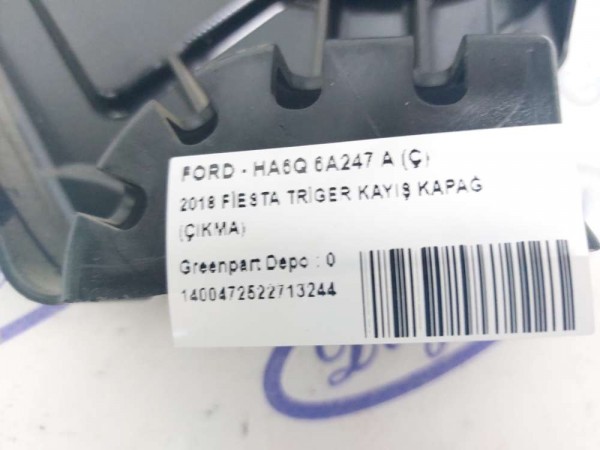 FORD - HA6Q 6A247 A (Ç)
2018 FİESTA TRİGER KAYIŞ KAPAĞ
(ÇIKMA)
Greenpart Depo : 0
1400472522713244